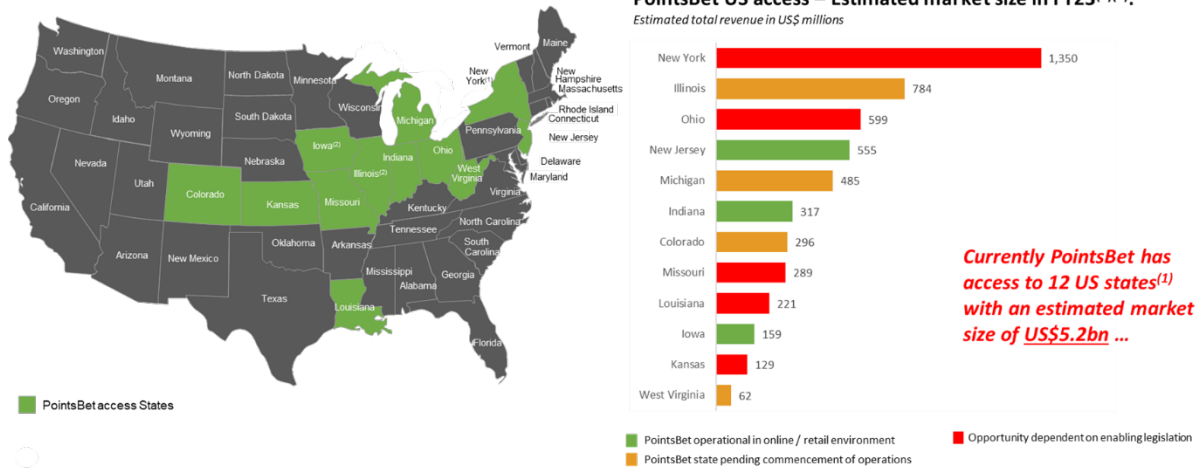 Washington
Montana
North Dakota
Minnesota
Vermont
Maine
New
Hampshire
Massachusetts
New
York(1)
Oregon
Idaho
Wyoming
South Dakota
Wisconsin
Michigan
Rhode Island
Connecticut
Pennsylvania
New Jersey
Nevada
Utah
Nebraska
Iowa(2)
Illinois(2)
Indiana
Ohio
West
Virginia
Delaware
Maryland
Virginia
California
Colorado
Kansas
Missouri
Kentucky
Tennessee
North Carolina
South
Carolina
Arizona
New Mexico
Oklahoma
Arkansas
Mississippi
Alabama
Georgia
Texas
Louisiana
Florida
PointsBet access States
Estimated total revenue in US$ millions
New York 1,350
Illinois 784
Ohio 599
New Jersey 555
Michigan 485
Indiana 317
Colorado 296
Missouri 289
Louisiana 221
Iowa 159
Kansas 129
West Virginia 62
Currently PointsBet has
access to 12 US states(1)
with an estimated market
size of US$5.2bn ...
PointsBet operational in online / retail environment
Opportunity dependent on enabling legislation
PointsBet state pending commencement of operations